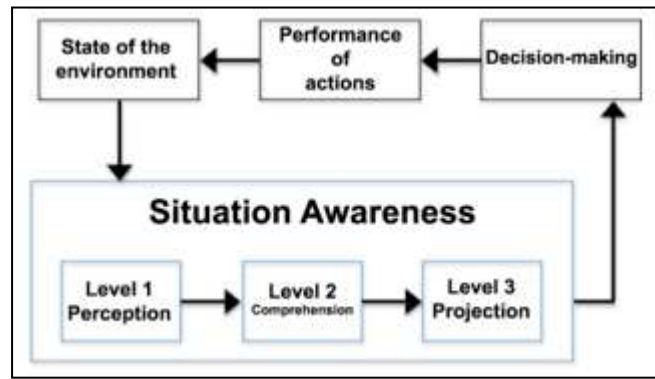 State of the
environment
Performance
of
actions
Decision-making
Situation Awareness
Level 1
Perception
Level 2
Comprehension
Level 3
Projection